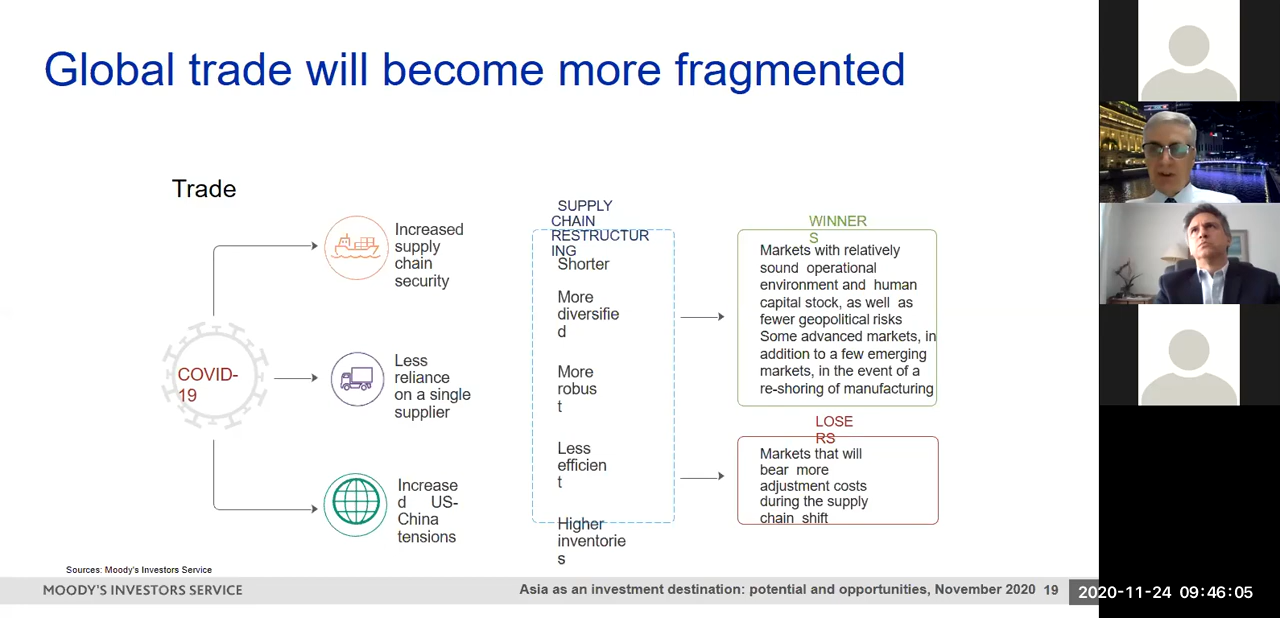 Global trade will become more fragmented
Trade
COVID-
19
Increased
supply
chain
security
Less
reliance
on a single
supplier
Increase
d US-
China
tensions
SUPPLY
CHAIN
RESTRUCTUR
ING
Shorter
More
diversifie
d
More
robus
t
Less
efficien
t
Higher
inventorie
s
WINNER
S
Markets with relatively
sound operational
environment and human
capital stock, as well as
fewer geopolitical risks
Some advanced markets, in
addition to a few emerging
markets, in the event of a
re-shoring of manufacturing
LOSE
RS
Markets that will
bear more
adjustment costs
during the supply
chain shift
Sources: Moody's Investors Service
MOODY'S INVESTORS SERVICE
Asia as an investment destination: potential and opportunities, November 2020 19
2020-11-24 09:46:05